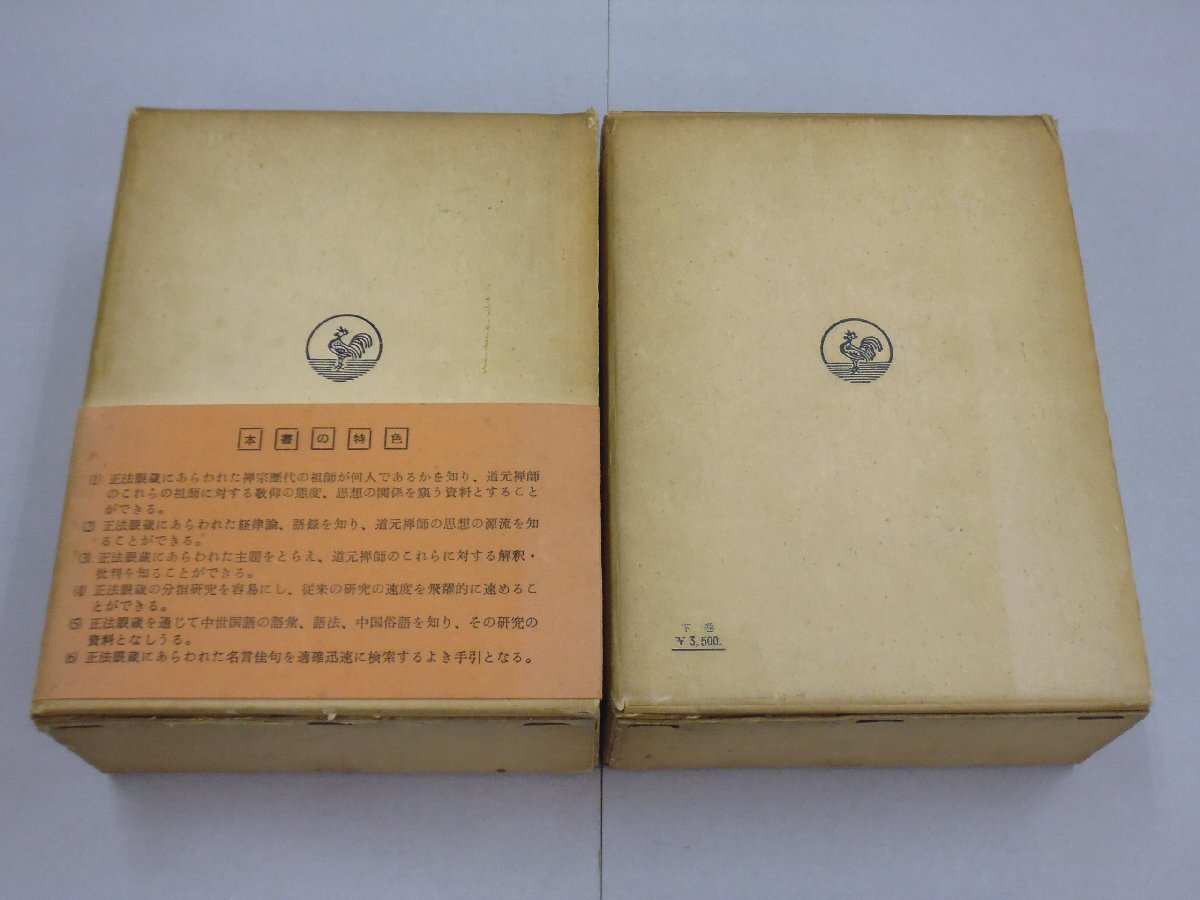 本書の特色
(1) 正法眼蔵にあらわれた禅宗歴代の祖師が何人であるかを知り、道元禅師
のこれらの祖師に対する敬仰の態度、思想の関係を窺う資料とすること
ができる。
(2) 正法眼蔵にあらわれた経律論、語録を知り、道元禅師の思想の源流を知
ることができる。
(3) 正法眼蔵にあらわれた主題をとらえ、道元禅師のこれらに対する解釈・
批判を知ることができる。
(4) 正法眼蔵の分担研究を容易にし、従来の研究の速度を飛躍的に速めるこ
とができる。
(5) 正法眼蔵を通じて中世国語の語彙、語法、中国俗語を知り、その研究の
資料となしうる。
(6) 正法眼蔵にあらわれた名言佳句を適確迅速に検索するよき手引となる。
下巻
￥3,500.